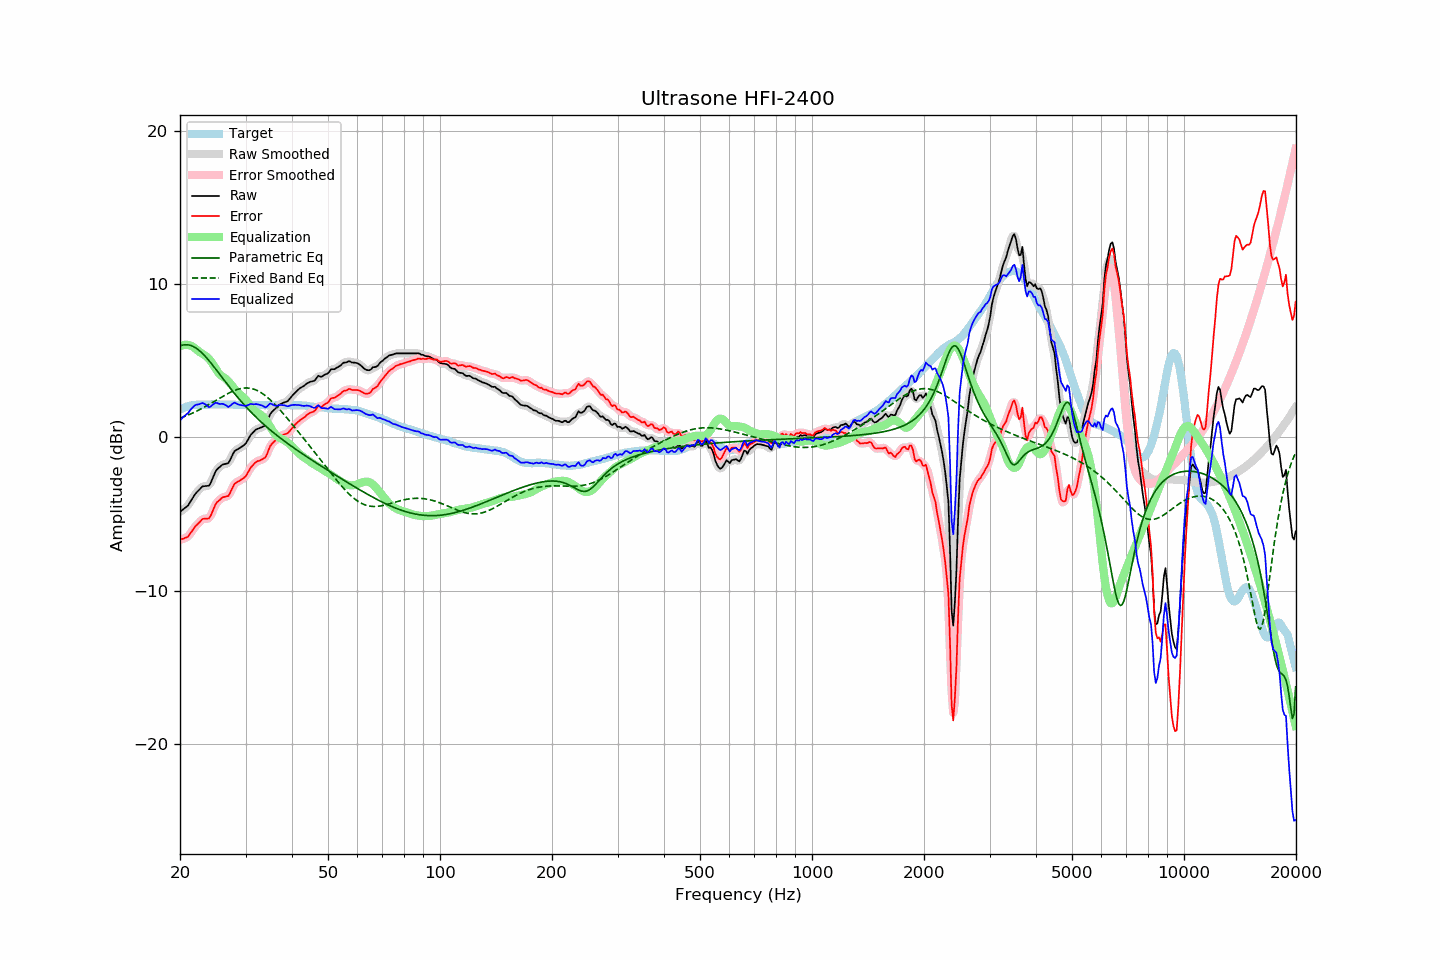 Ultrasone HFI-2400
Target
Raw Smoothed
Error Smoothed
Raw
Error
Equalization
Parametric Eq
Fixed Band Eq
Equalized
20
10
0
−10
−20
Amplitude (dBr)
20 50 100 200 500 1000 2000 5000 10000 20000
Frequency (Hz)